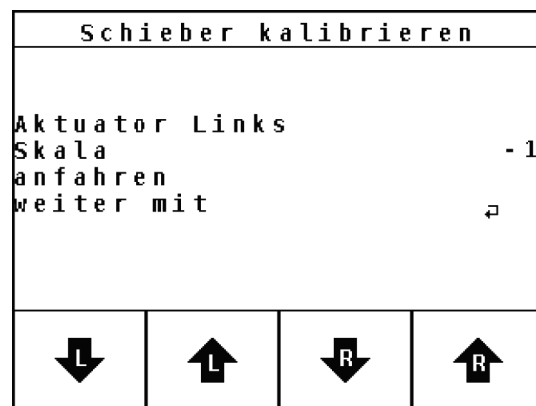 Schieber kalibrieren
Aktuator Links
Skala -1
anfahren
weiter mit ↵
L L R R